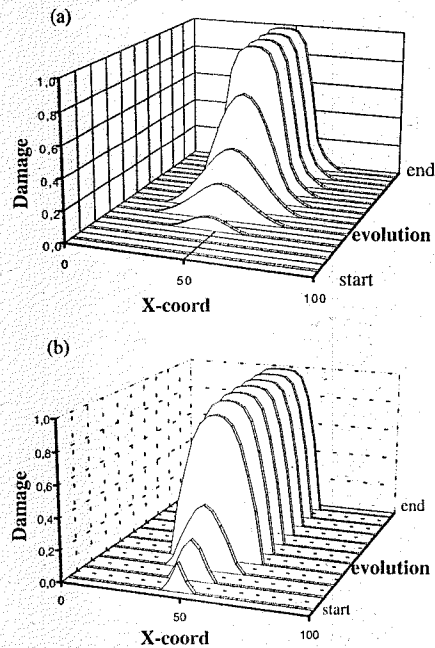 (a)
1,0
0,8
0,6
0,4
0,2
0,0
Damage
0
50
100
X-coord
start
evolution
end
(b)
1,0
0,8
0,6
0,4
0,2
0,0
Damage
0
50
100
X-coord
start
evolution
end